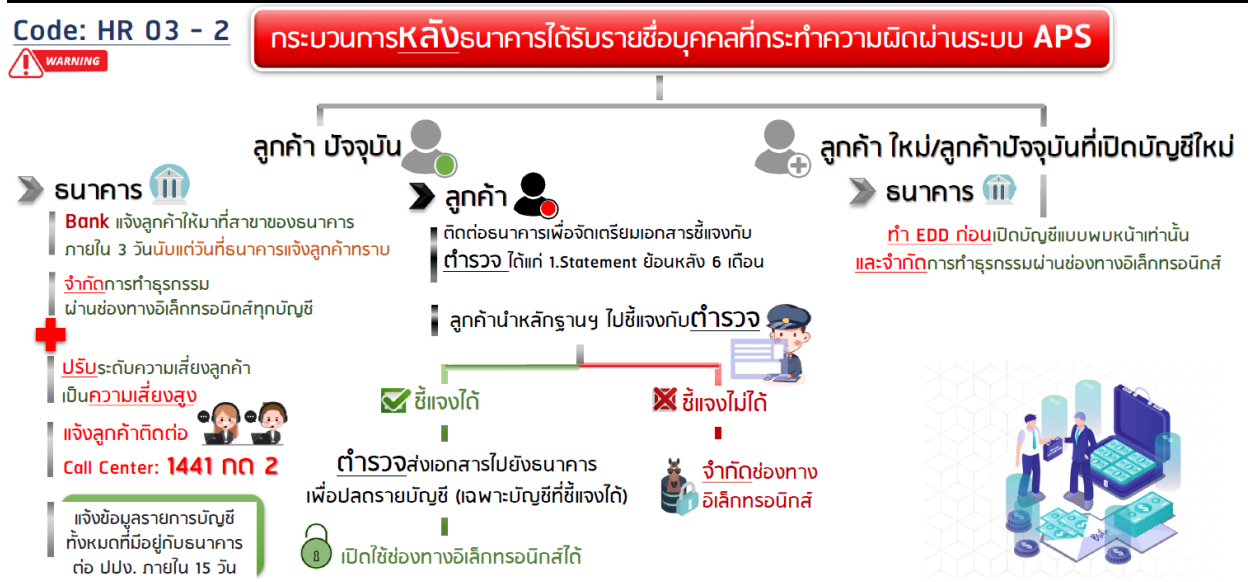 Code: HR 03 - 2
WARNING
กระบวนการหลังธนาคารได้รับรายชื่อบุคคลที่กระทำความผิดผ่านระบบ APS
ลูกค้า ปัจจุบัน
ธนาคาร
Bank แจ้งลูกค้าให้มาที่สาขาของธนาคาร
ภายใน 3 วันนับแต่วันที่ธนาคารแจ้งลูกค้าทราบ
จำกัดการทำธุรกรรม
ผ่านช่องทางอิเล็กทรอนิกส์ทุกบัญชี
ปรับระดับความเสี่ยงลูกค้า
เป็นความเสี่ยงสูง
แจ้งลูกค้าติดต่อ
Call Center: 1441 กด 2
แจ้งข้อมูลรายการบัญชี
ทั้งหมดที่มีอยู่กับธนาคาร
ต่อ ปปง. ภายใน 15 วัน
ลูกค้า
ติดต่อธนาคารเพื่อจัดเตรียมเอกสารชี้แจงกับ
ตำรวจ ได้แก่ 1.Statement ย้อนหลัง 6 เดือน
ลูกค้านำหลักฐานฯ ไปชี้แจงกับตำรวจ
ชี้แจงได้
ตำรวจส่งเอกสารไปยังธนาคาร
เพื่อปลดรายบัญชี (เฉพาะบัญชีที่ชี้แจงได้)
เปิดใช้ช่องทางอิเล็กทรอนิกส์ได้
ชี้แจงไม่ได้
จำกัดช่องทาง
อิเล็กทรอนิกส์
ลูกค้า ใหม่/ลูกค้าปัจจุบันที่เปิดบัญชีใหม่
ธนาคาร
ทำ EDD ก่อนเปิดบัญชีแบบพบหน้าเท่านั้น
และจำกัดการทำธุรกรรมผ่านช่องทางอิเล็กทรอนิกส์